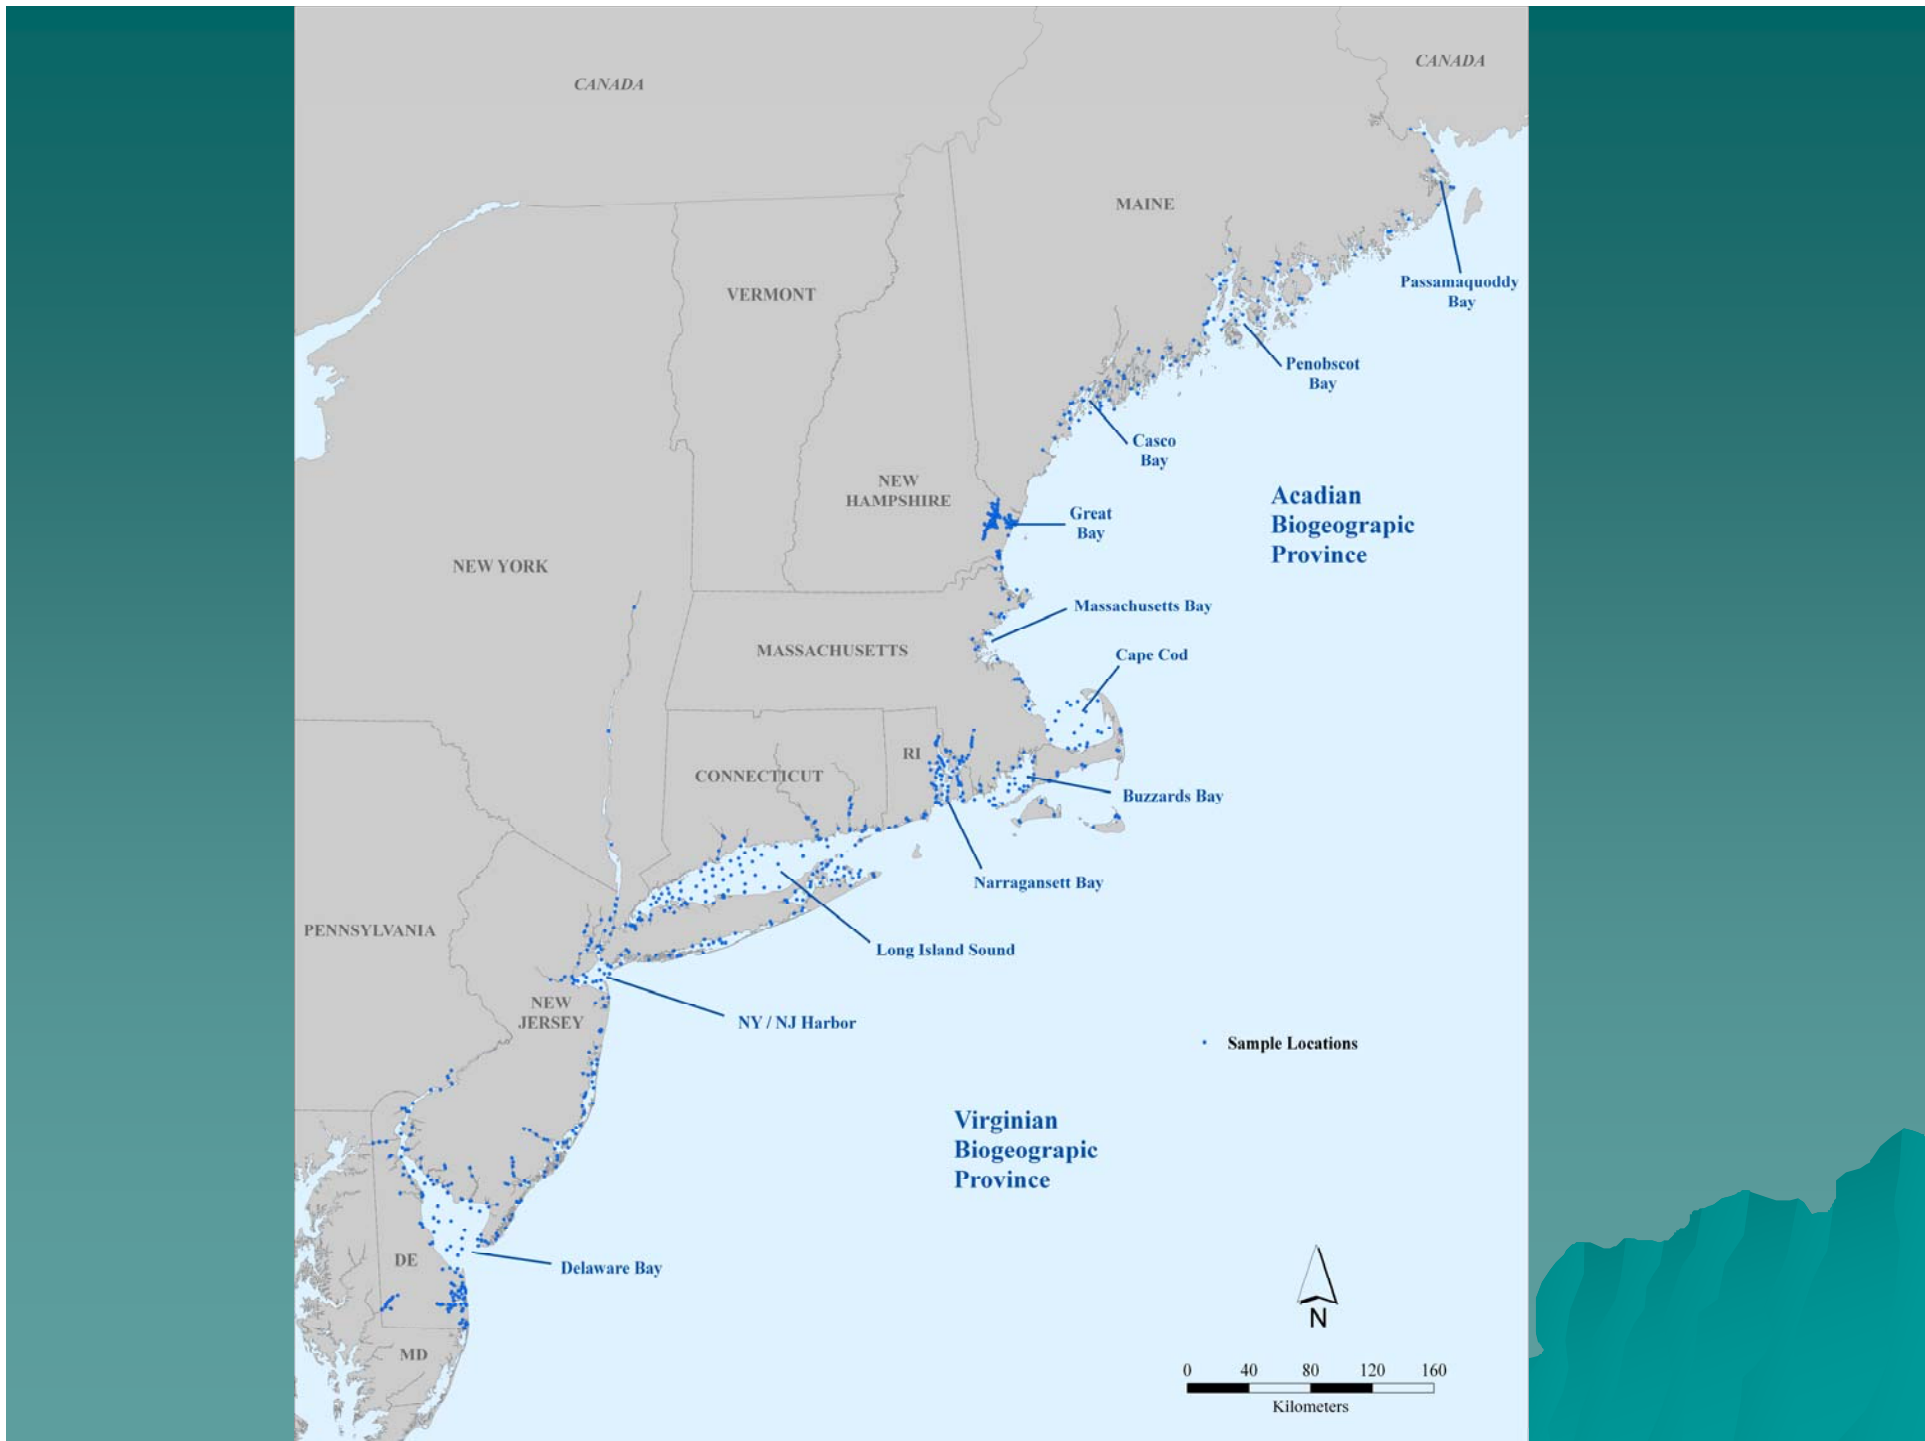 CANADA
CANADA
MAINE
VERMONT
Passamaquoddy
Bay
Penobscot
Bay
Casco
Bay
NEW
HAMPSHIRE
Acadian
Biogeograpic
Province
Great
Bay
NEW YORK
Massachusetts Bay
MASSACHUSETTS
Cape Cod
RI
CONNECTICUT
Buzzards Bay
Narragansett Bay
PENNSYLVANIA
Long Island Sound
NEW
JERSEY
NY / NJ Harbor
Sample Locations
Virginian
Biogeograpic
Province
DE
Delaware Bay
N
MD
0 40 80 120 160
Kilometers